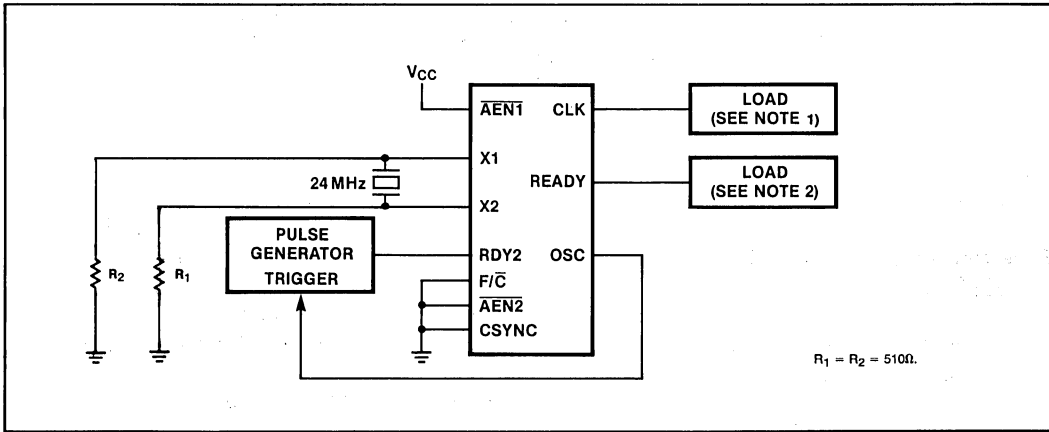 VCC
AEN1 CLK
LOAD
(SEE NOTE 1)
X1
24 MHz
READY
LOAD
(SEE NOTE 2)
X2
PULSE
GENERATOR
TRIGGER
RDY2 OSC
R2
R1
F/C
AEN2
CSYNC
R1 = R2 = 510Ω.